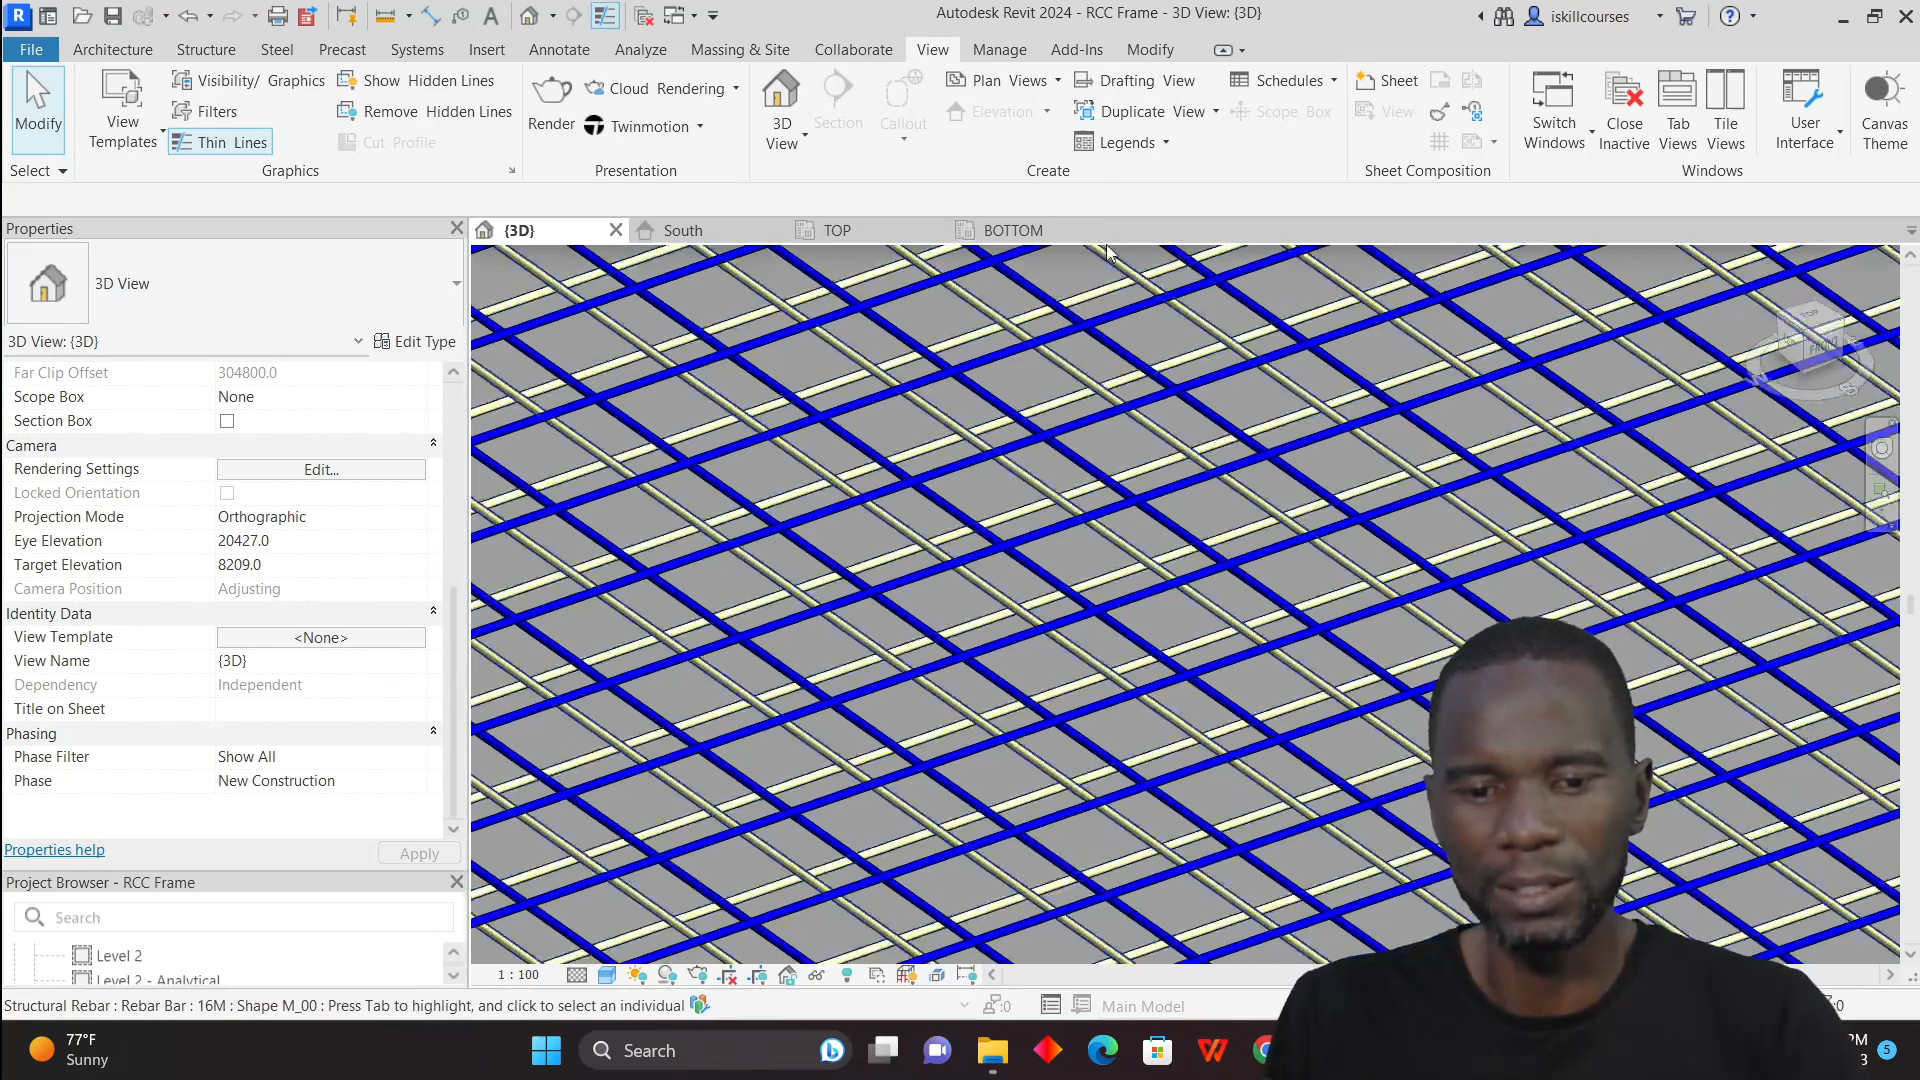 Autodesk Revit 2024 - RCC Frame - 3D View: {3D}
iskillcourses
File Architecture Structure Steel Precast Systems Insert Annotate Analyze Massing & Site Collaborate View Manage Add-Ins Modify
Modify
View Templates
Visibility/ Graphics
Filters
Thin Lines
Show Hidden Lines
Remove Hidden Lines
Cut Profile
Render
Cloud Rendering
Twinmotion
3D View
Section
Callout
Plan Views
Elevation
Drafting View
Duplicate View
Legends
Schedules
Scope Box
Sheet
View
Switch Windows
Close Inactive
Tab Views
Tile Views
User Interface
Canvas Theme
Select
Graphics
Presentation
Create
Sheet Composition
Windows
Properties
{3D} South TOP BOTTOM
3D View
3D View: {3D} Edit Type
Far Clip Offset 304800.0
Scope Box None
Section Box
Camera
Rendering Settings Edit...
Locked Orientation
Projection Mode Orthographic
Eye Elevation 20427.0
Target Elevation 8209.0
Camera Position Adjusting
Identity Data
View Template <None>
View Name {3D}
Dependency Independent
Title on Sheet
Phasing
Phase Filter Show All
Phase New Construction
Properties help Apply
Project Browser - RCC Frame
Search
Level 2
Level 2 - Analytical
TOP
FRONT
1 : 100
Structural Rebar : Rebar Bar : 16M : Shape M_00 : Press Tab to highlight, and click to select an individual
:0
Main Model
:0
77°F
Sunny
Search
PM
3
5